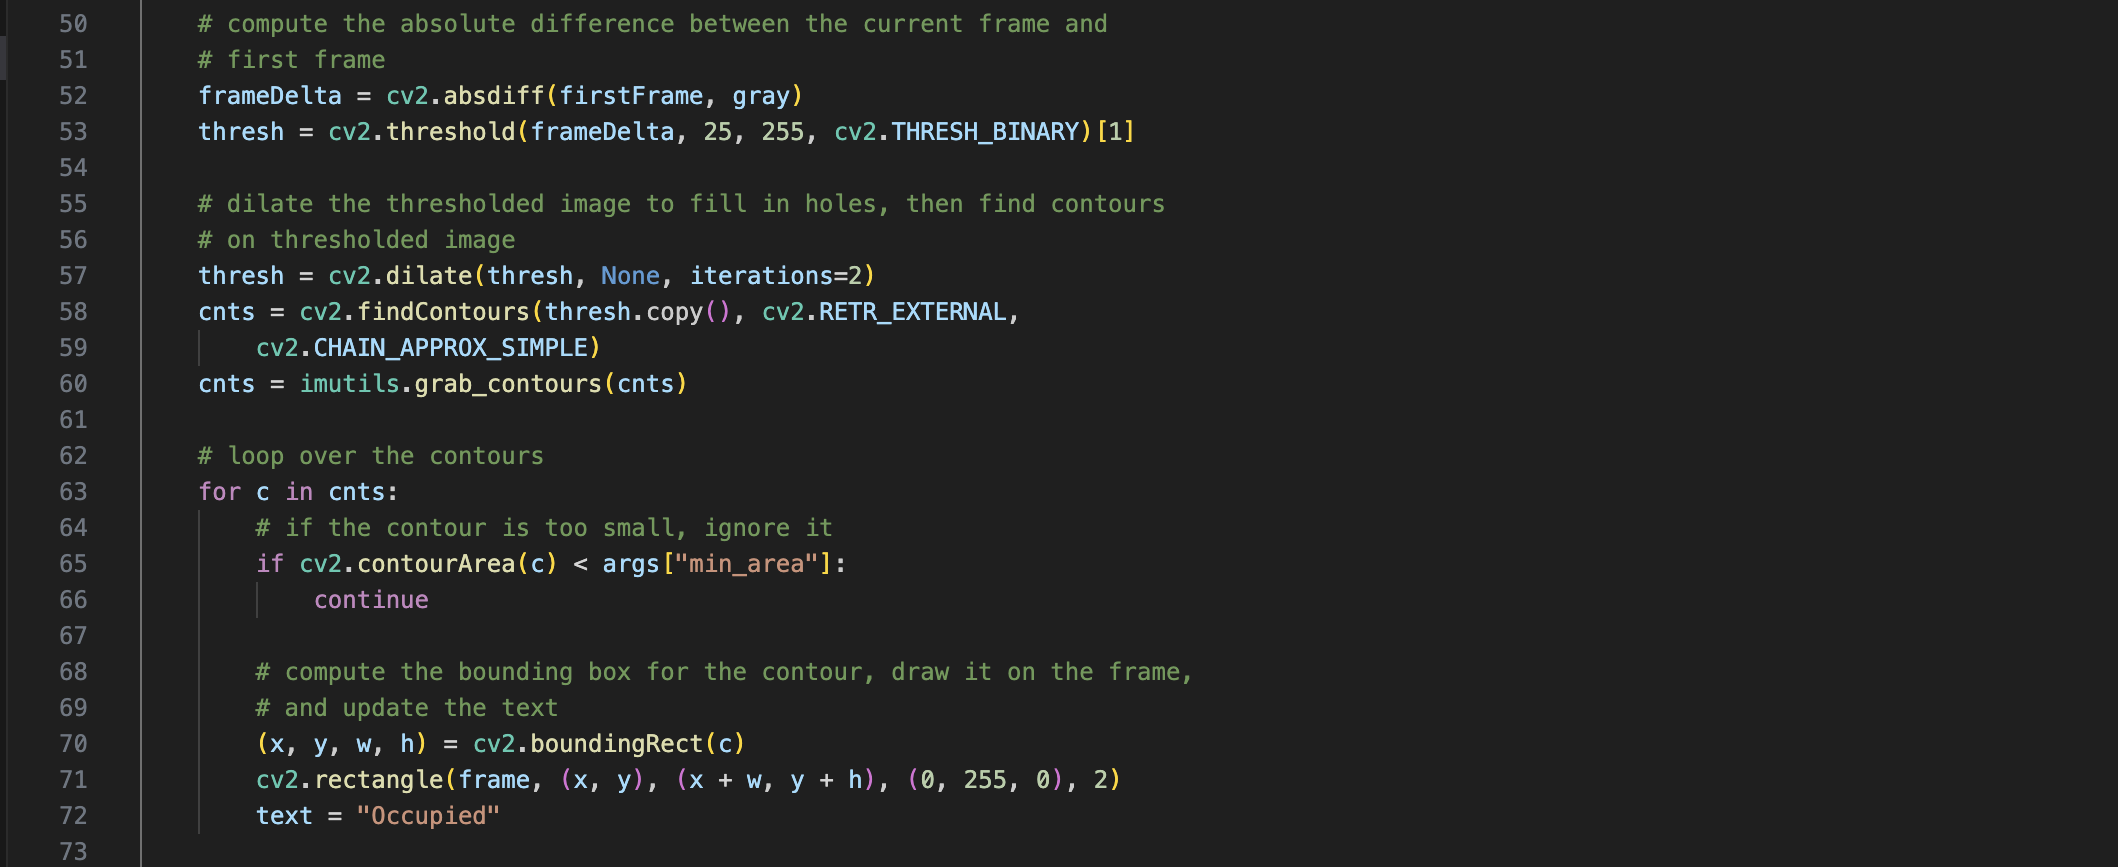 50 # compute the absolute difference between the current frame and
51 # first frame
52 frameDelta = cv2.absdiff(firstFrame, gray)
53 thresh = cv2.threshold(frameDelta, 25, 255, cv2.THRESH_BINARY)[1]
54
55 # dilate the thresholded image to fill in holes, then find contours
56 # on thresholded image
57 thresh = cv2.dilate(thresh, None, iterations=2)
58 cnts = cv2.findContours(thresh.copy(), cv2.RETR_EXTERNAL,
59     cv2.CHAIN_APPROX_SIMPLE)
60 cnts = imutils.grab_contours(cnts)
61
62 # loop over the contours
63 for c in cnts:
64     # if the contour is too small, ignore it
65     if cv2.contourArea(c) < args["min_area"]:
66         continue
67
68     # compute the bounding box for the contour, draw it on the frame,
69     # and update the text
70     (x, y, w, h) = cv2.boundingRect(c)
71     cv2.rectangle(frame, (x, y), (x + w, y + h), (0, 255, 0), 2)
72     text = "Occupied"
73